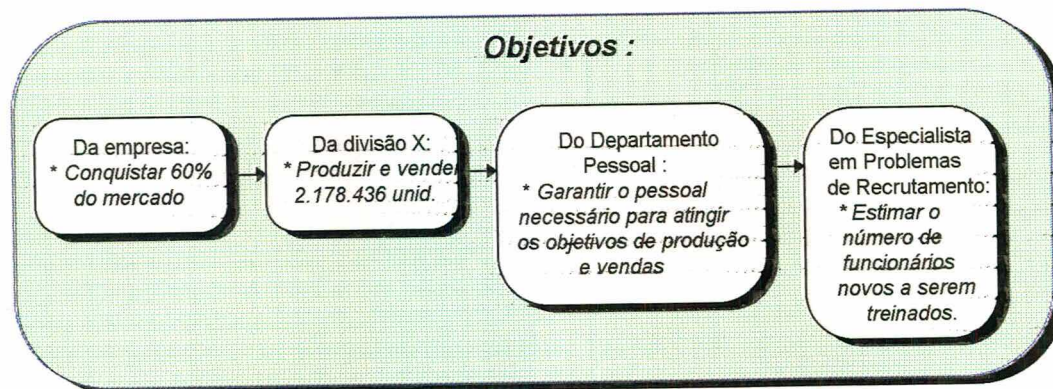 Objetivos :
Da empresa:
* Conquistar 60%
do mercado
Da divisão X:
* Produzir e vender
2.178.436 unid.
Do Departamento
Pessoal :
* Garantir o pessoal
necessário para atingir
os objetivos de produção
e vendas
Do Especialista
em Problemas
de Recrutamento:
* Estimar o
número de
funcionários
novos a serem
treinados.